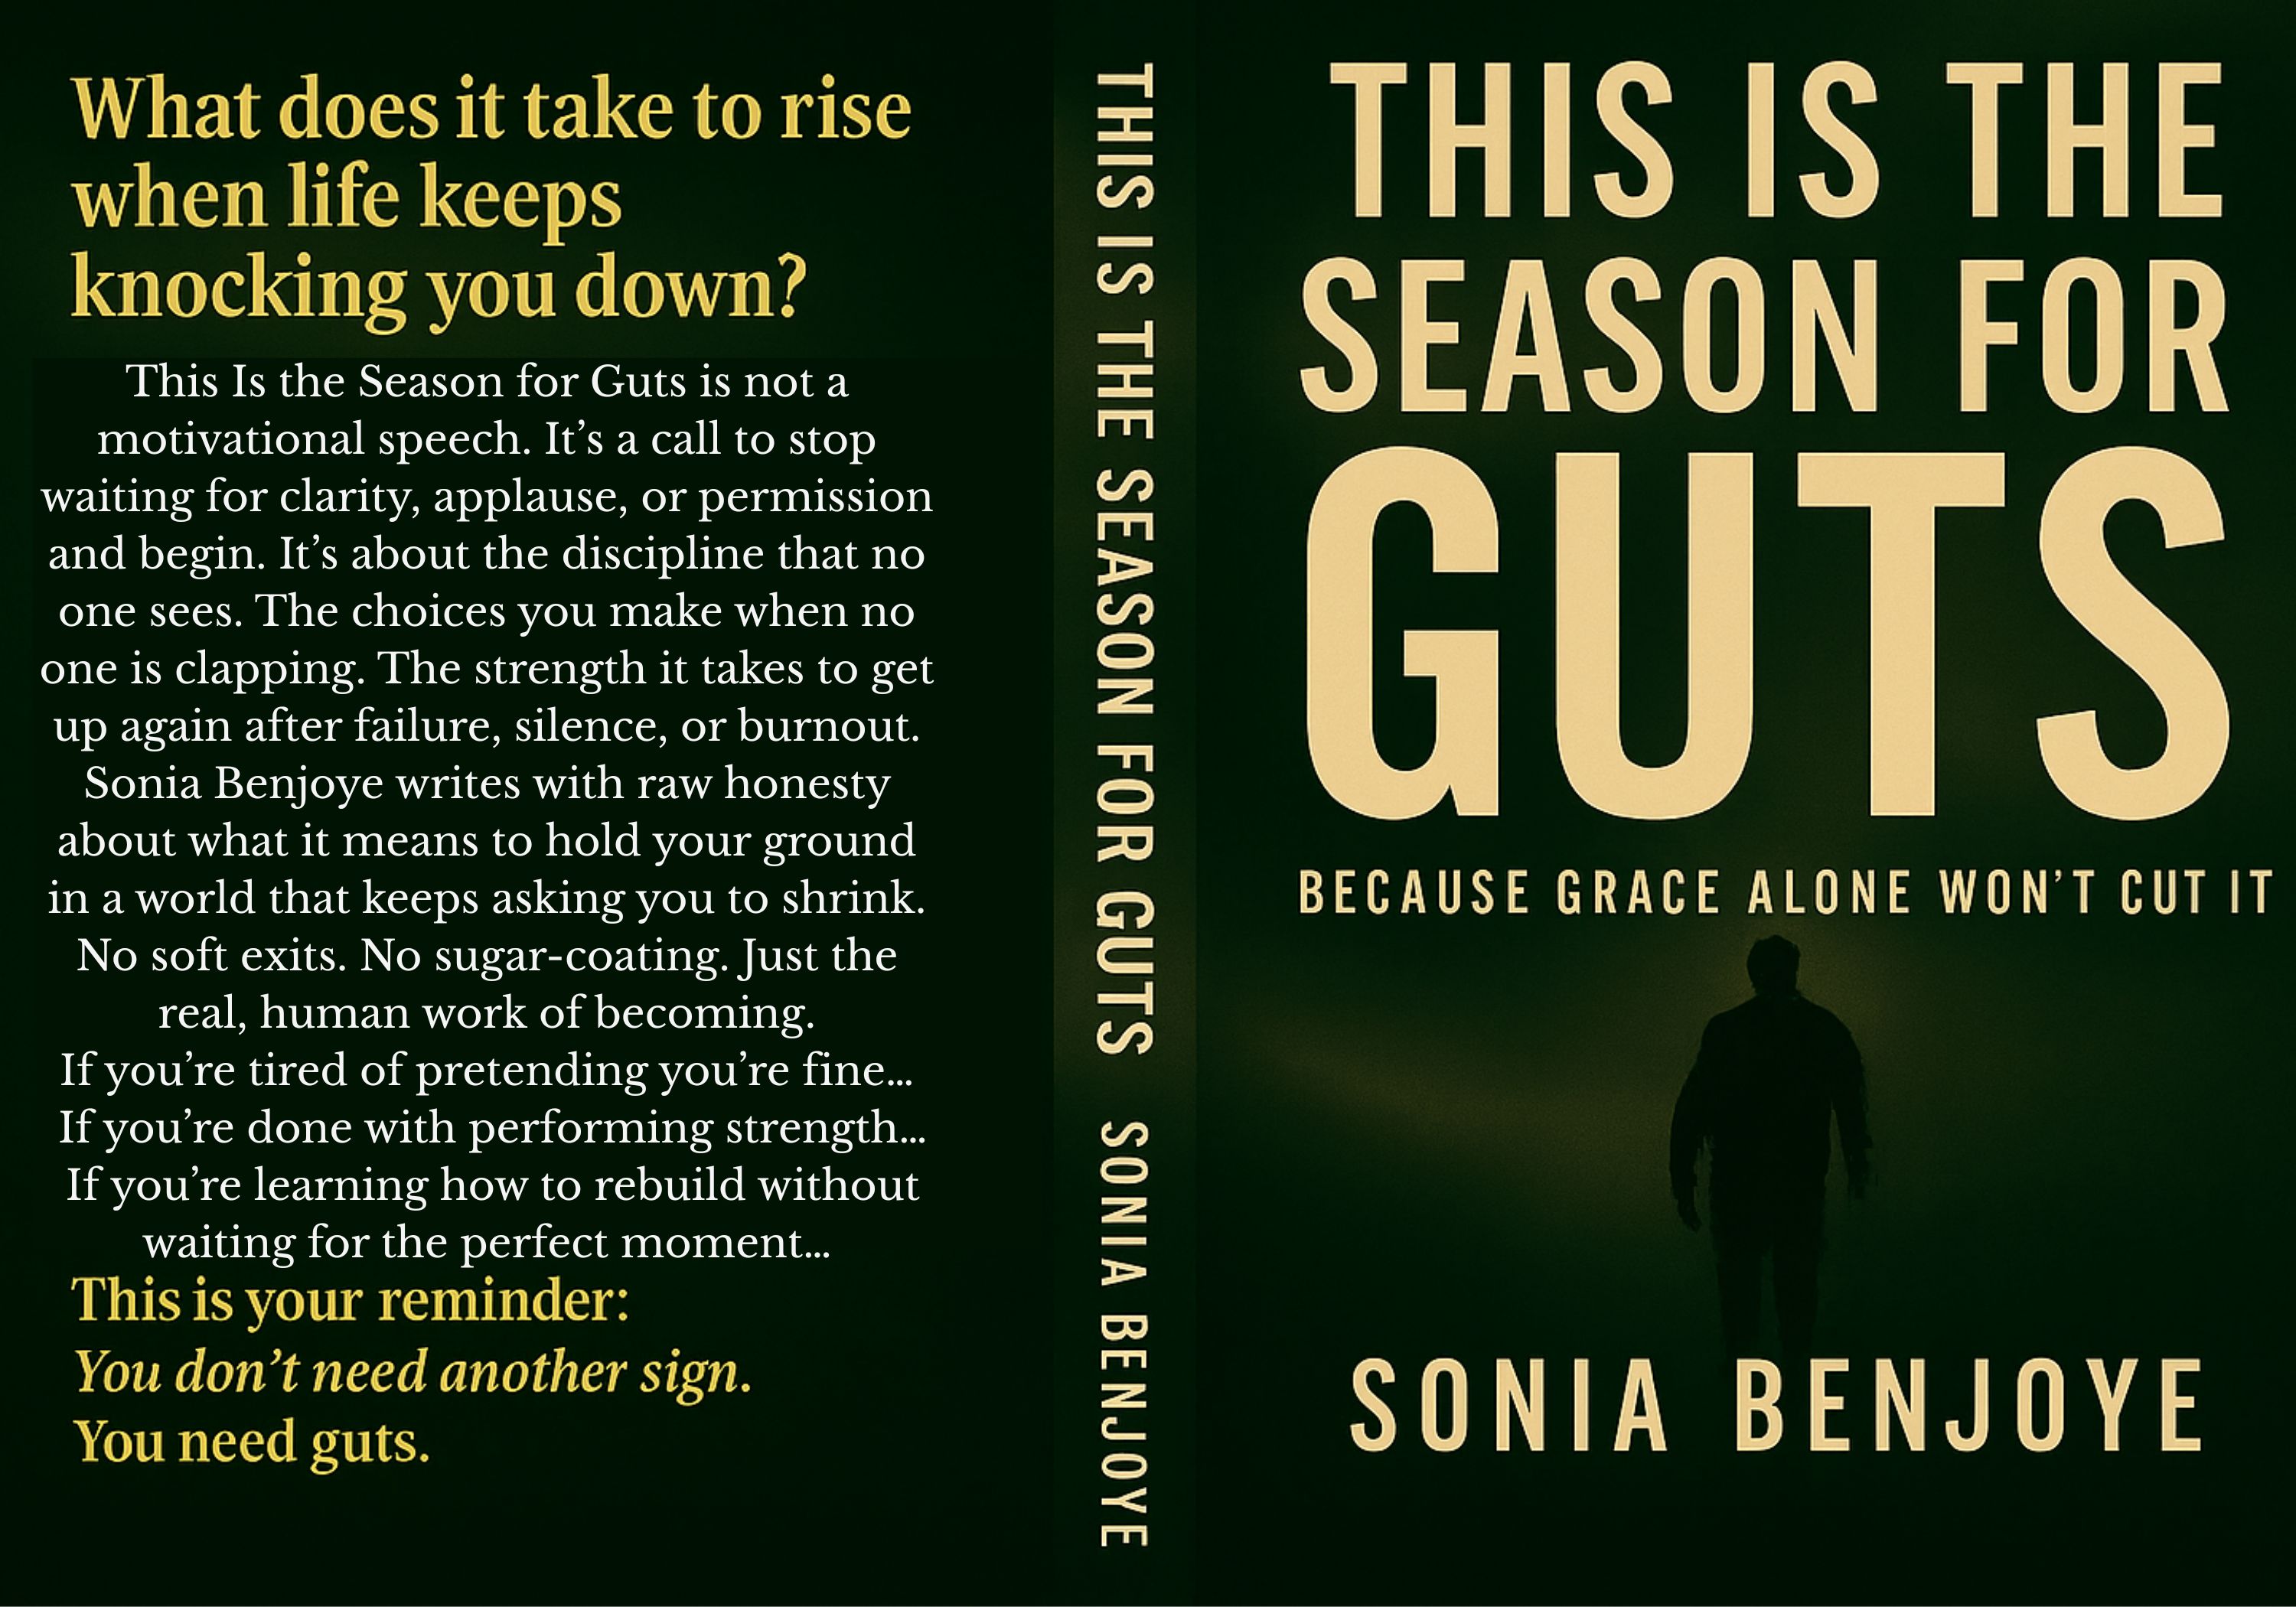 What does it take to rise
when life keeps
knocking you down?
This Is the Season for Guts is not a
motivational speech. It’s a call to stop
waiting for clarity, applause, or permission
and begin. It’s about the discipline that no
one sees. The choices you make when no
one is clapping. The strength it takes to get
up again after failure, silence, or burnout.
Sonia Benjoye writes with raw honesty
about what it means to hold your ground
in a world that keeps asking you to shrink.
No soft exits. No sugar-coating. Just the
real, human work of becoming.
If you’re tired of pretending you’re fine…
If you’re done with performing strength…
If you’re learning how to rebuild without
waiting for the perfect moment…
This is your reminder:
You don’t need another sign.
You need guts.
THIS IS THE SEASON FOR GUTS SONIA BENJOYE
THIS IS THE
SEASON FOR
GUTS
BECAUSE GRACE ALONE WON’T CUT IT
SONIA BENJOYE